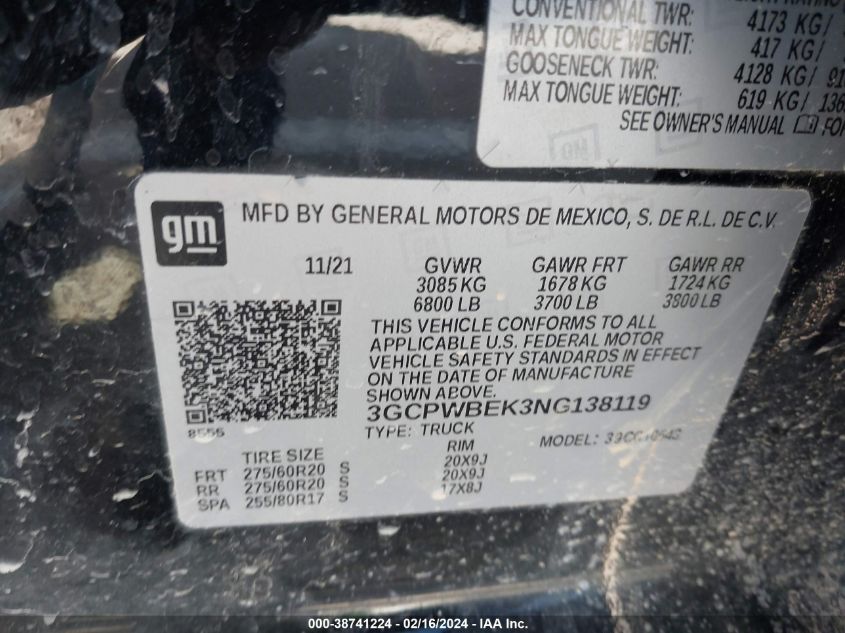 CONVENTIONAL TWR: 4173 KG/
MAX TONGUE WEIGHT: 417 KG/
GOOSENECK TWR: 4128 KG/ 91
MAX TONGUE WEIGHT: 619 KG/ 136
SEE OWNER'S MANUAL FOR
gm
MFD BY GENERAL MOTORS DE MEXICO, S. DE R.L. DE C.V.
11/21 GVWR GAWR FRT GAWR RR
3085 KG 1678 KG 1724 KG
6800 LB 3700 LB 3800 LB
THIS VEHICLE CONFORMS TO ALL
APPLICABLE U.S. FEDERAL MOTOR
VEHICLE SAFETY STANDARDS IN EFFECT
ON THE DATE OF MANUFACTURE
SHOWN ABOVE.
3GCPWBEK3NG138119
8556
TYPE: TRUCK MODEL:
TIRE SIZE RIM
FRT 275/60R20 S 20X9J
RR 275/60R20 S 20X9J
SPA 255/80R17 S 17X8J
000-38741224 - 02/16/2024 - IAA Inc.